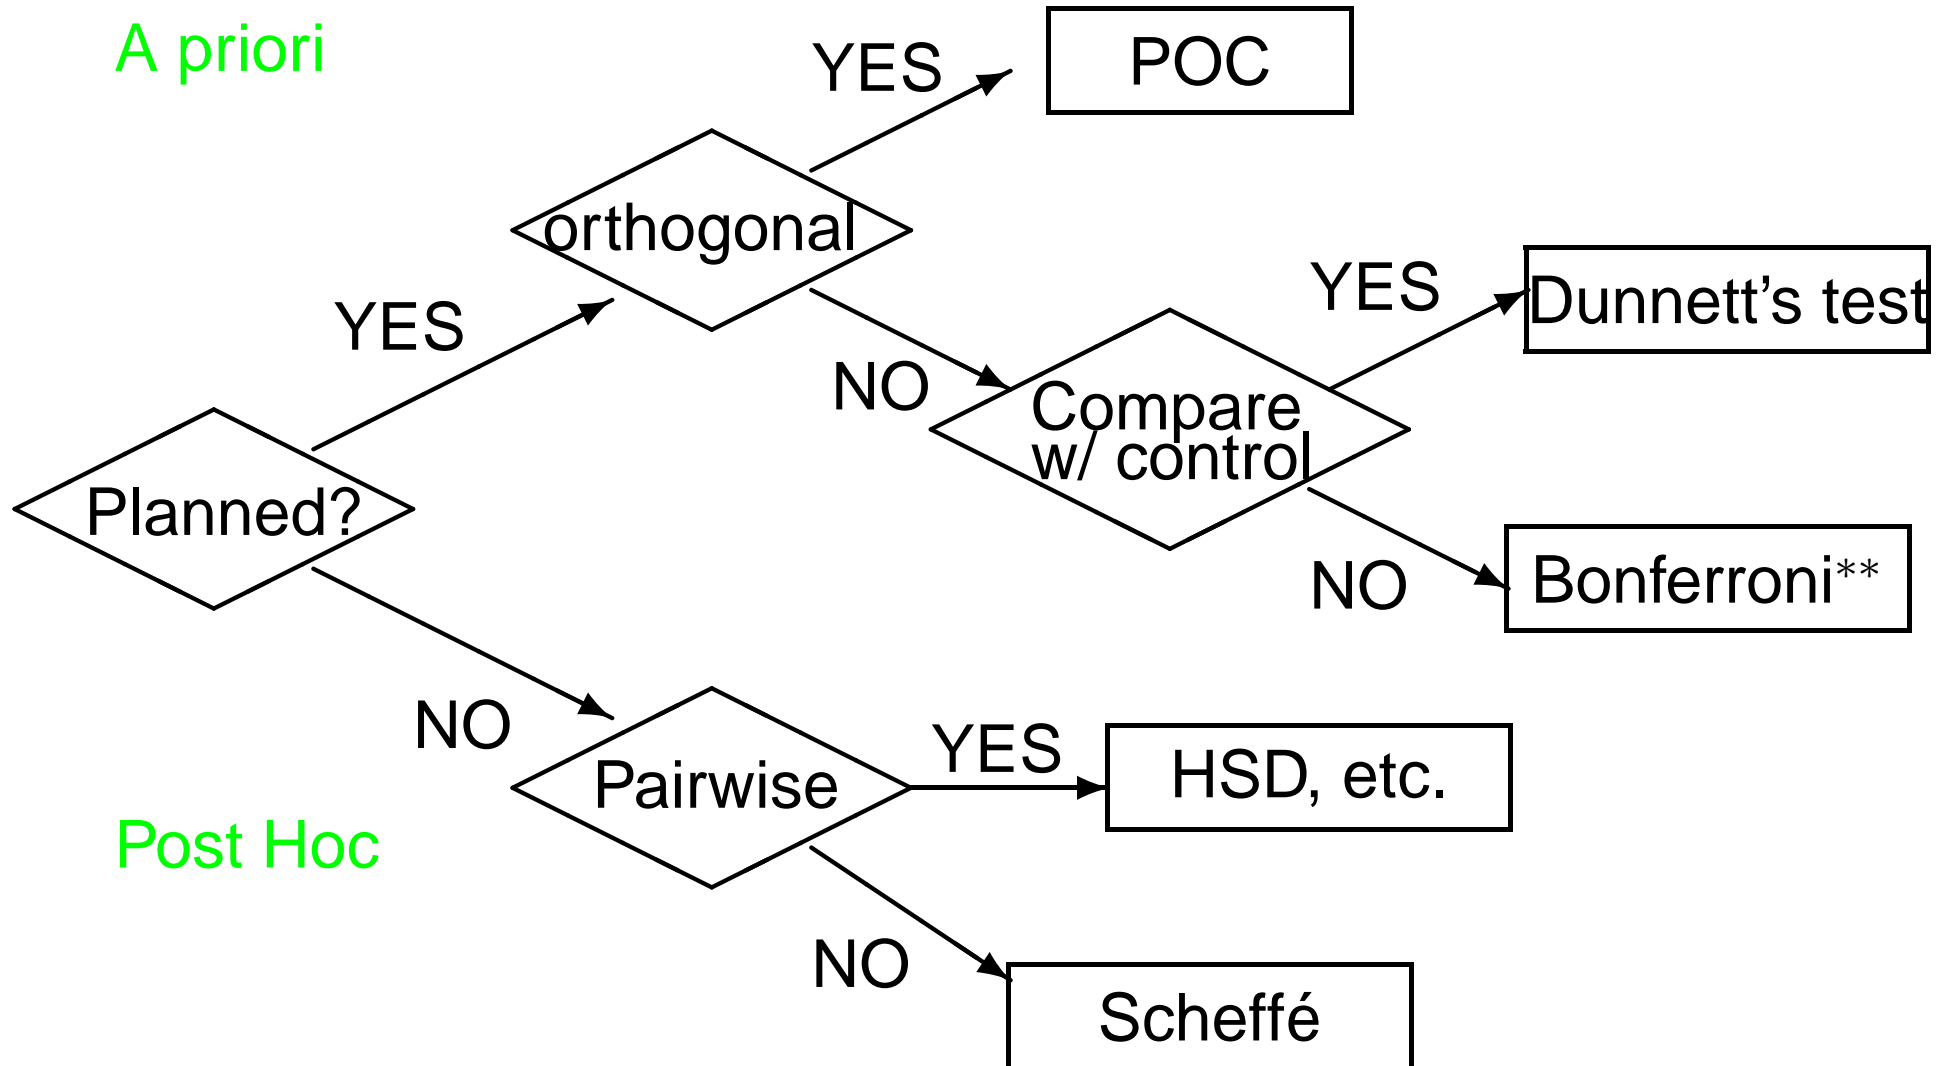 A priori
YES
POC
orthogonal
YES
Dunnett’s test
YES
NO
Compare
w/ control
Planned?
NO
Bonferroni**
NO
Pairwise
YES
HSD, etc.
Post Hoc
NO
Scheffé